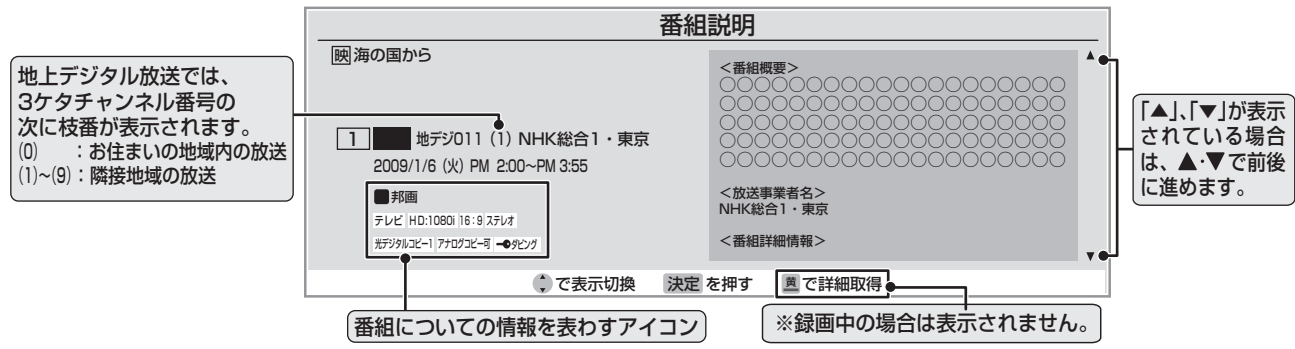 番組説明
映 海の国から
地上デジタル放送では、
3ケタチャンネル番号の
次に枝番が表示されます。
(0) ：お住まいの地域内の放送
(1)~(9)：隣接地域の放送
1 地デジ011 (1) NHK総合1・東京
2009/1/6 (火) PM 2:00~PM 3:55
邦画
テレビ HD:1080i 16:9 ステレオ
光デジタルコピー1 アナログコピー可 ダビング
<番組概要>
○○○○○○○○○○○○○○○○○○○○
○○○○○○○○○○○○○○○○○○○○
○○○○○○○○○○○○○○○○○○○○
○○○○○○○○○○○○○○○○○○○○
○○○○○○○○○○○○○○○○○○○○
<放送事業者名>
NHK総合1・東京
<番組詳細情報>
▲
▼
「▲」、「▼」が表示
されている場合
は、▲・▼で前後
に進めます。
で表示切換 決定 を押す 黄 で詳細取得
番組についての情報を表わすアイコン
※録画中の場合は表示されません。